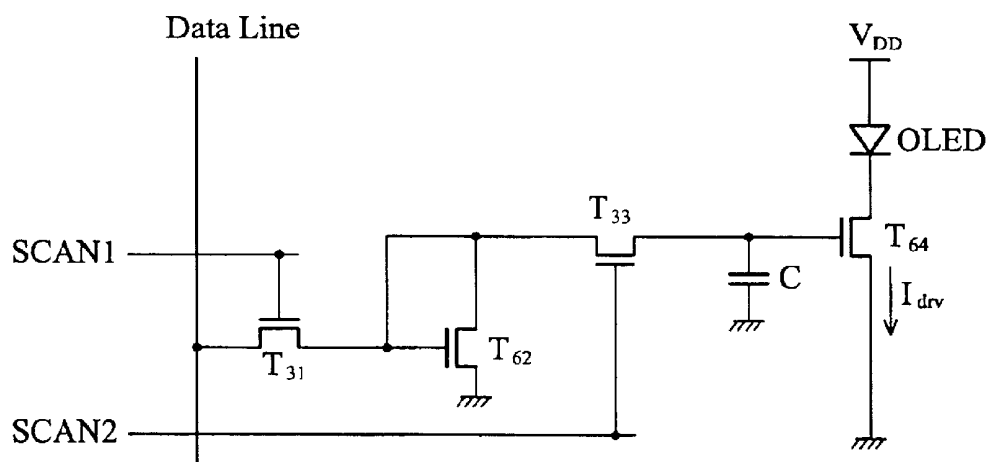 Data Line
V_DD
OLED
T_33
SCAN1
T_64
C
I_drv
T_62
T_31
SCAN2